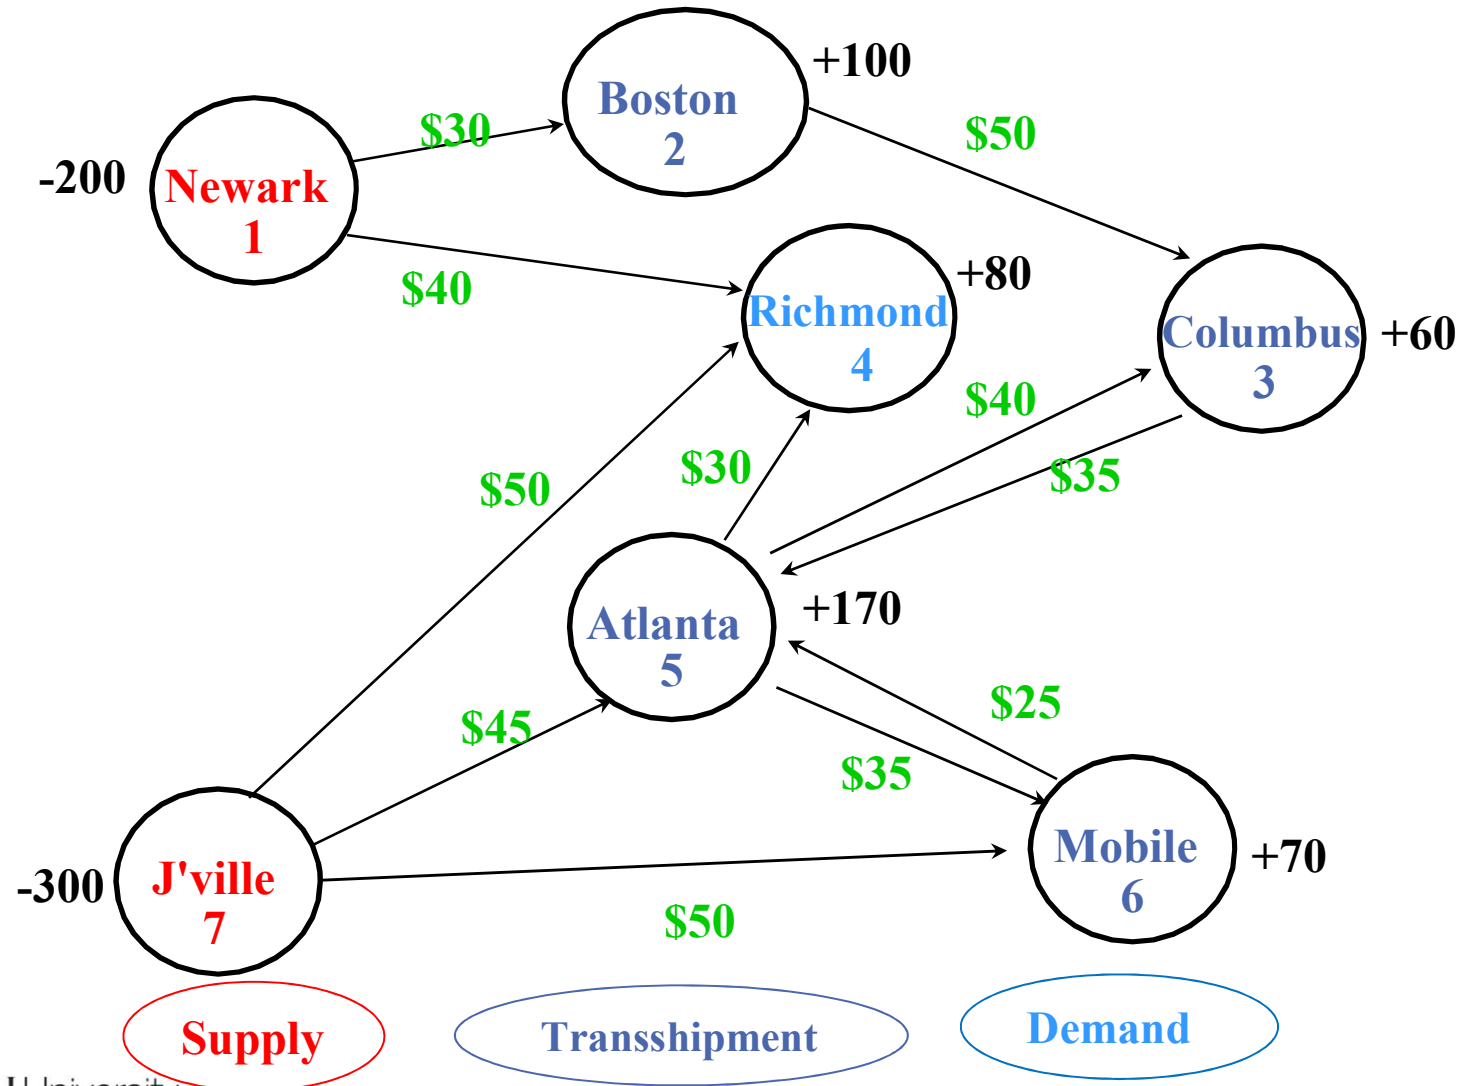 +100
Boston
2
$30
$50
-200
Newark
1
+80
$40
Richmond
4
Columbus
3
+60
$40
$30
$35
$50
Atlanta
5
+170
$25
$45
$35
Mobile
6
+70
-300
J'ville
7
$50
Supply
Transshipment
Demand